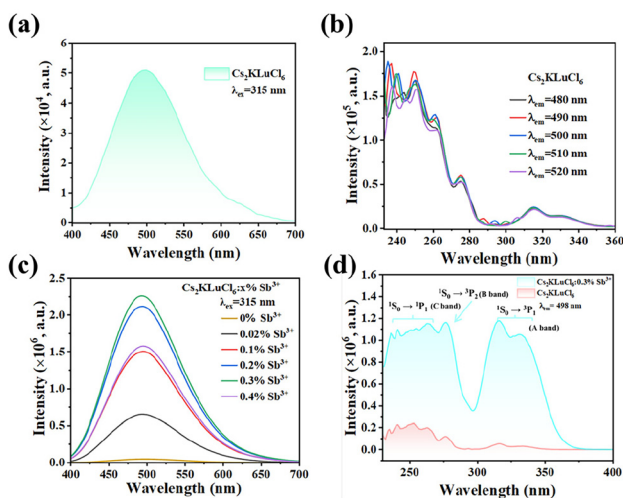 (a)
Intensity (×10⁴, a.u.)
6
5
4
3
2
1
0
400 450 500 550 600 650 700
Wavelength (nm)
Cs₂KLuCl₆
λex=315 nm
(b)
Intensity (×10⁵, a.u.)
2.0
1.5
1.0
0.5
0.0
240 260 280 300 320 340 360
Wavelength (nm)
Cs₂KLuCl₆
λem=480 nm
λem=490 nm
λem=500 nm
λem=510 nm
λem=520 nm
(c)
Intensity (×10⁶, a.u.)
2.5
2.0
1.5
1.0
0.5
0.0
400 450 500 550 600 650 700
Wavelength (nm)
Cs₂KLuCl₆:x% Sb³⁺
λex=315 nm
0% Sb³⁺
0.02% Sb³⁺
0.1% Sb³⁺
0.2% Sb³⁺
0.3% Sb³⁺
0.4% Sb³⁺
(d)
Intensity (×10⁶, a.u.)
1.6
1.4
1.2
1.0
0.8
0.6
0.4
0.2
0.0
250 300 350 400
Wavelength (nm)
Cs₂KLuCl₆:0.3% Sb³⁺
Cs₂KLuCl₆
λem= 498 nm
¹S₀→³P₂(B band)
¹S₀→¹P₁ (C band)
¹S₀→³P₁
(A band)